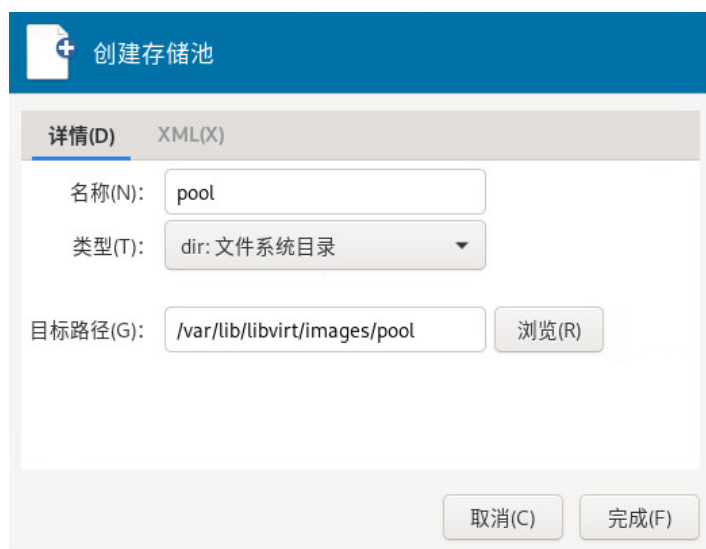 创建存储池
详情(D) XML(X)
名称(N): pool
类型(T): dir: 文件系统目录
目标路径(G): /var/lib/libvirt/images/pool 浏览(R)
取消(C) 完成(F)